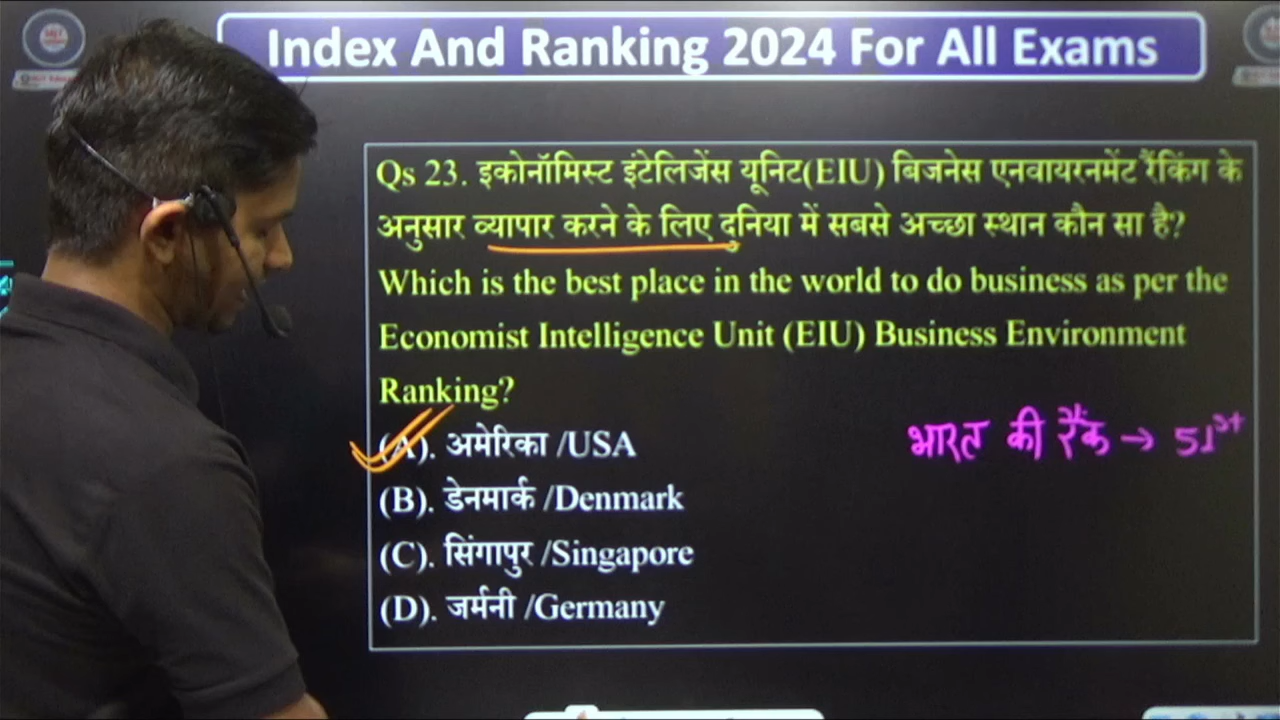 Index And Ranking 2024 For All Exams
Qs 23. इकोनॉमिस्ट इंटेलिजेंस यूनिट(EIU) बिजनेस एनवायरनमेंट रैंकिंग के
अनुसार व्यापार करने के लिए दुनिया में सबसे अच्छा स्थान कौन सा है?
Which is the best place in the world to do business as per the
Economist Intelligence Unit (EIU) Business Environment
Ranking?
(A). अमेरिका /USA
भारत की रैंक → 51st
(B). डेनमार्क /Denmark
(C). सिंगापुर /Singapore
(D). जर्मनी /Germany